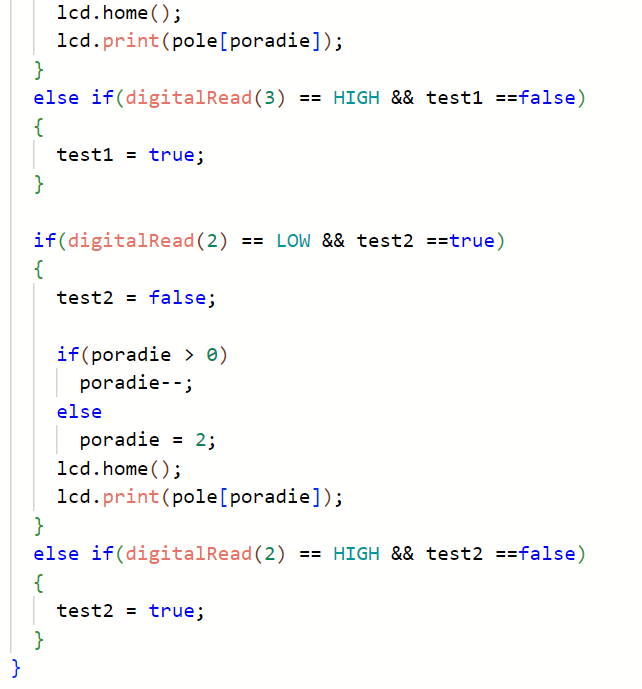 lcd.home();
lcd.print(pole[poradie]);
}
else if(digitalRead(3) == HIGH && test1 ==false)
{
test1 = true;
}
if(digitalRead(2) == LOW && test2 ==true)
{
test2 = false;
if(poradie > 0)
poradie--;
else
poradie = 2;
lcd.home();
lcd.print(pole[poradie]);
}
else if(digitalRead(2) == HIGH && test2 ==false)
{
test2 = true;
}
}